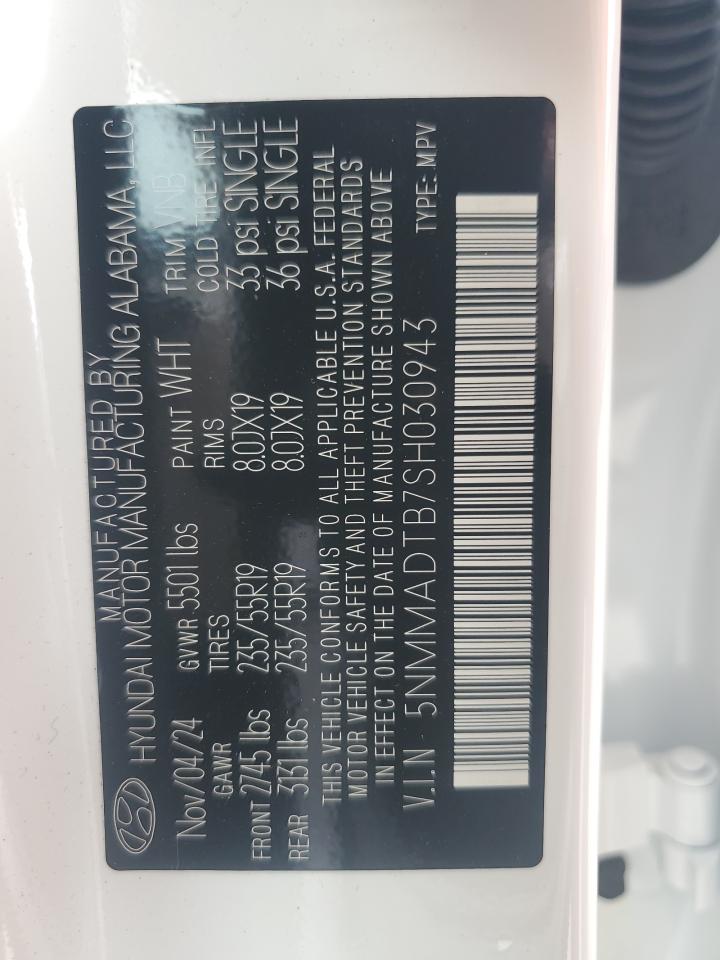 MANUFACTURED BY
HYUNDAI MOTOR MANUFACTURING ALABAMA, LLC
Nov/04/24 GVWR 5501 lbs PAINT WHT TRIM VNB
GAWR TIRES RIMS COLD TIRE INFL
FRONT 2745 lbs 235/55R19 8.0JX19 33 psi SINGLE
REAR 3131 lbs 235/55R19 8.0JX19 36 psi SINGLE
THIS VEHICLE CONFORMS TO ALL APPLICABLE U.S.A. FEDERAL
MOTOR VEHICLE SAFETY AND THEFT PREVENTION STANDARDS
IN EFFECT ON THE DATE OF MANUFACTURE SHOWN ABOVE
V.I.N 5NMMADTB7SH030943 TYPE: MPV